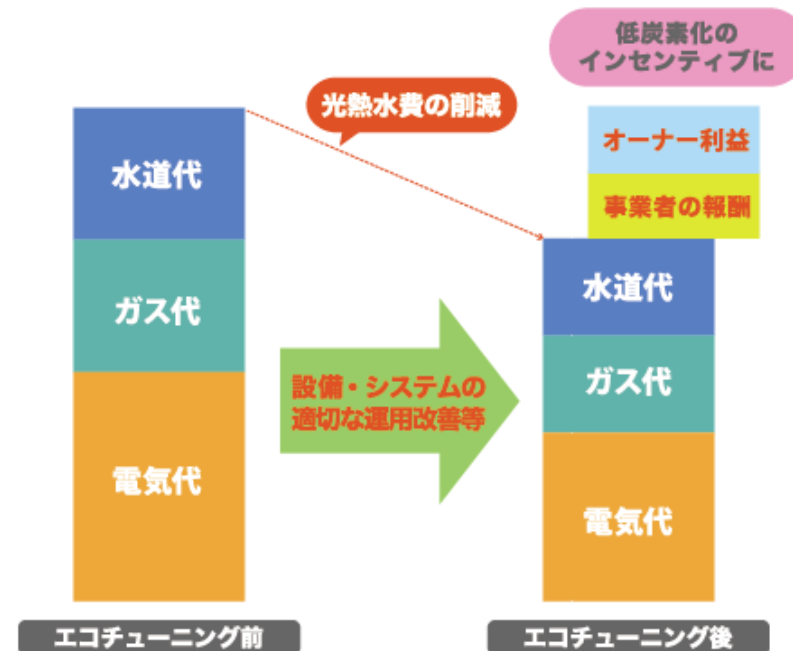 低炭素化の
インセンティブに
光熱水費の削減
オーナー利益
事業者の報酬
水道代
ガス代
電気代
設備・システムの
適切な運用改善等
水道代
ガス代
電気代
エコチューニング前
エコチューニング後